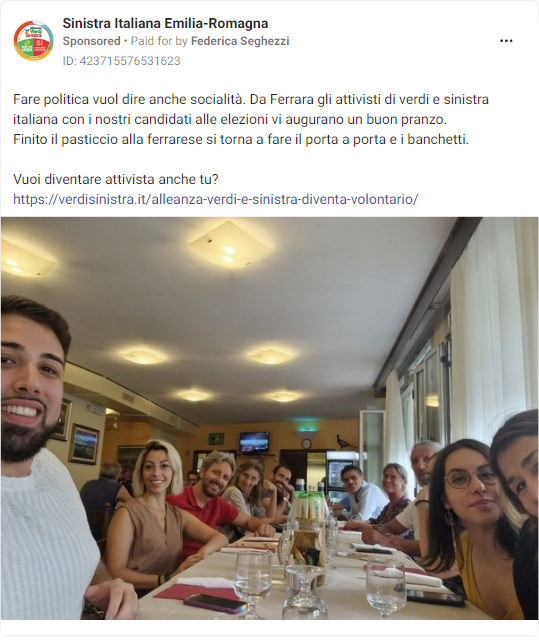 Sinistra Italiana Emilia-Romagna
Sponsored • Paid for by Federica Seghezzi
ID: 423715576531623
Fare politica vuol dire anche socialità. Da Ferrara gli attivisti di verdi e sinistra
italiana con i nostri candidati alle elezioni vi augurano un buon pranzo.
Finito il pasticcio alla ferrarese si torna a fare il porta a porta e i banchetti.
Vuoi diventare attivista anche tu?
https://verdisinistra.it/alleanza-verdi-e-sinistra-diventa-volontario/